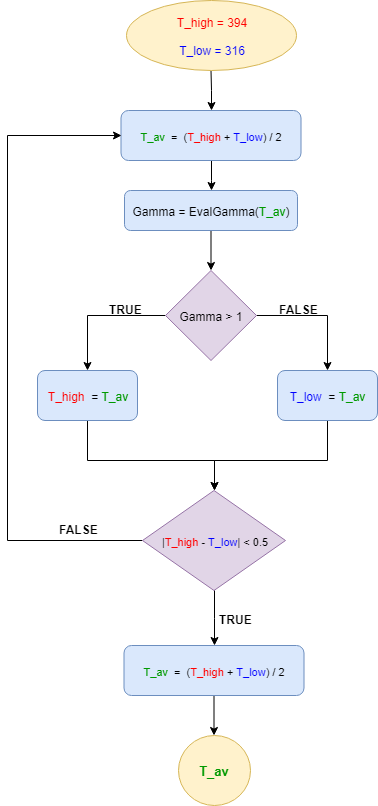 T_high = 394
T_low = 316
T_av = (T_high + T_low) / 2
Gamma = EvalGamma(T_av)
Gamma > 1
TRUE
FALSE
T_high = T_av
T_low = T_av
|T_high - T_low| < 0.5
FALSE
TRUE
T_av = (T_high + T_low) / 2
T_av